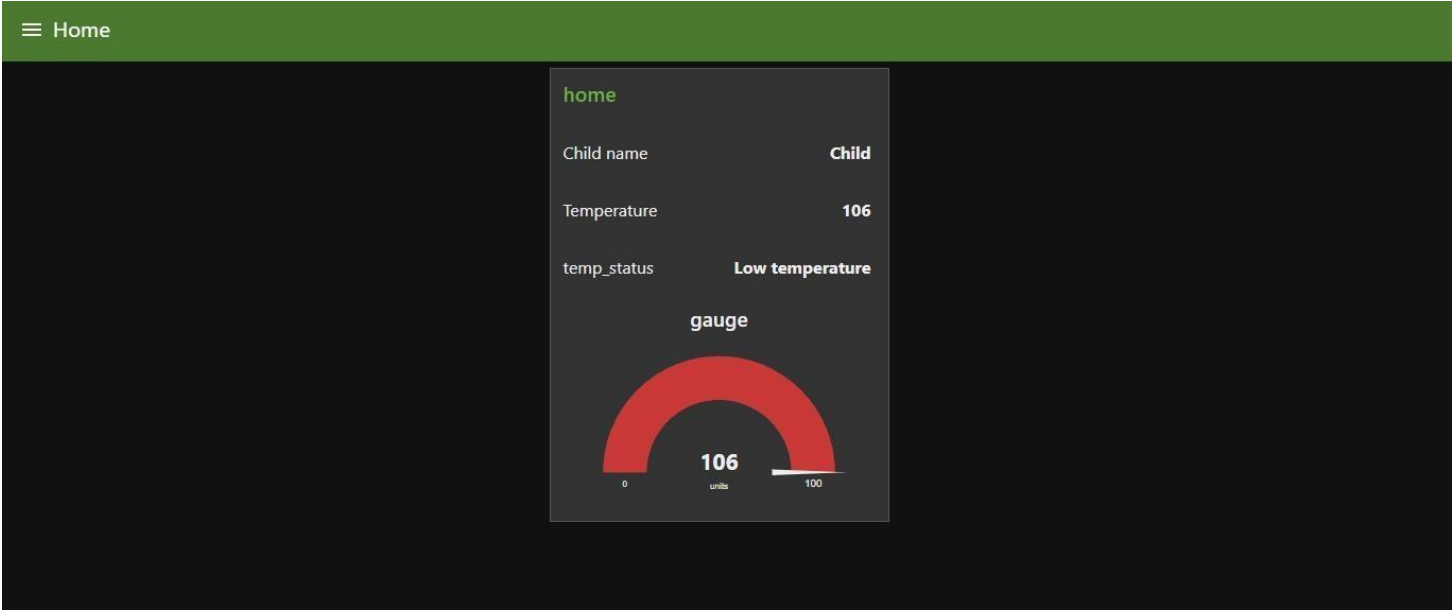 Home
home
Child name Child
Temperature 106
temp_status Low temperature
gauge
106
0 units 100